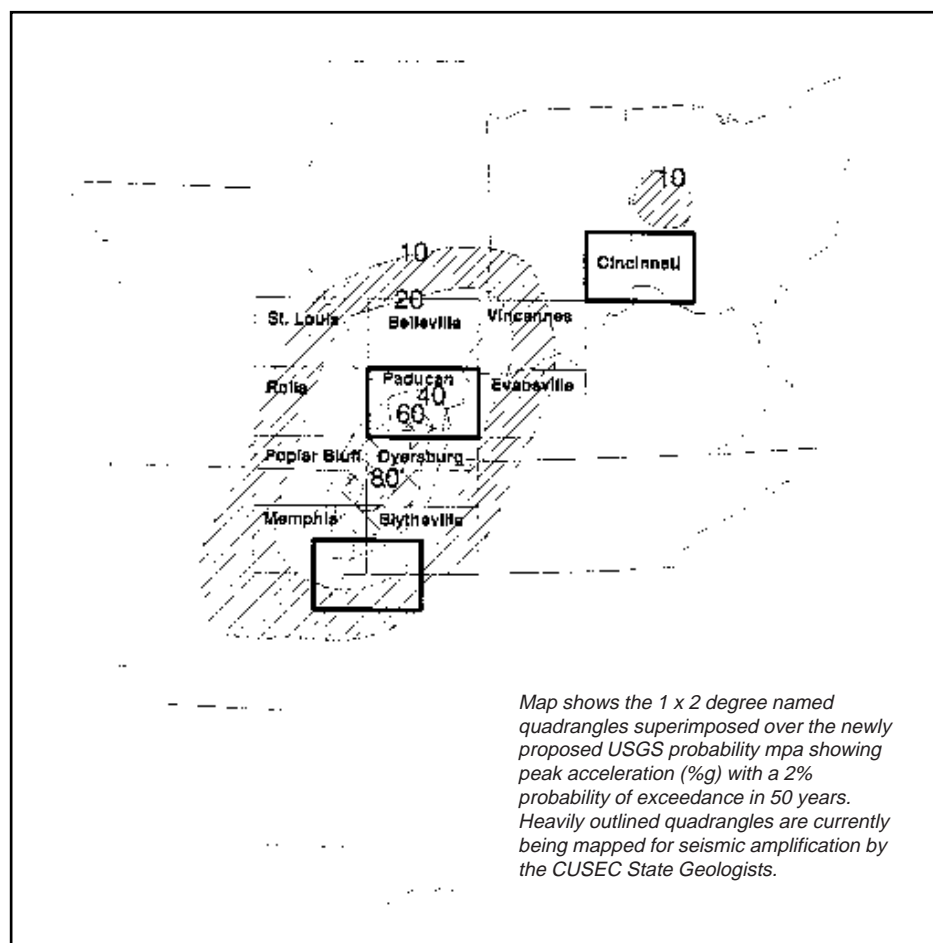 10
Cincinnati
10
20
St. Louis
Belleville
Vincennes
Rolla
Paducan
Evabsville
40
60
Poplar Bluff
Dyersburg
80
Memphis
Blytheville
Map shows the 1 x 2 degree named
quadrangles superimposed over the newly
proposed USGS probability mpa showing
peak acceleration (%g) with a 2%
probability of exceedance in 50 years.
Heavily outlined quadrangles are currently
being mapped for seismic amplification by
the CUSEC State Geologists.